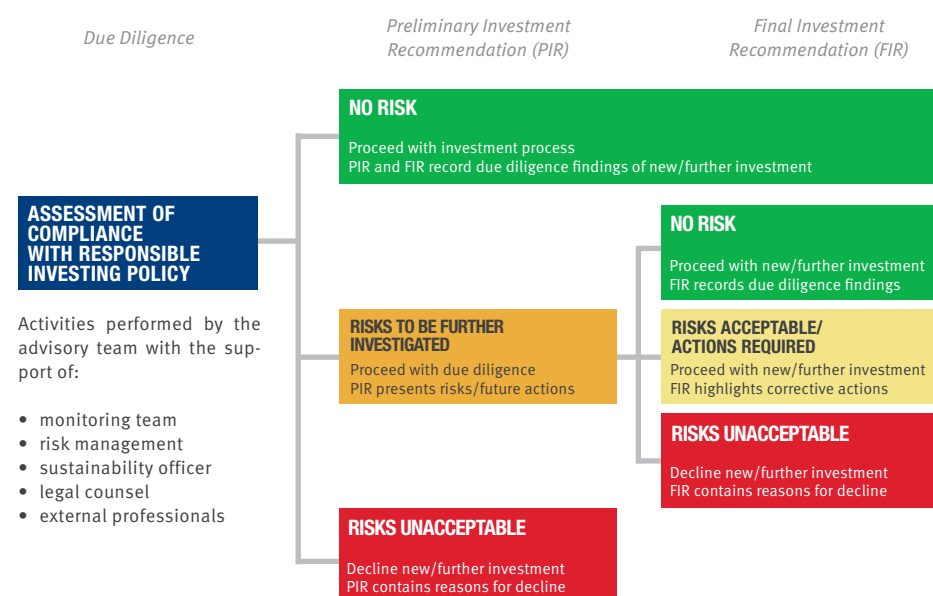 Due Diligence
Preliminary Investment
Recommendation (PIR)
Final Investment
Recommendation (FIR)
NO RISK
Proceed with investment process
PIR and FIR record due diligence findings of new/further investment
ASSESSMENT OF
COMPLIANCE
WITH RESPONSIBLE
INVESTING POLICY
Activities performed by the
advisory team with the sup-
port of:
• monitoring team
• risk management
• sustainability officer
• legal counsel
• external professionals
RISKS TO BE FURTHER
INVESTIGATED
Proceed with due diligence
PIR presents risks/future actions
RISKS UNACCEPTABLE
Decline new/further investment
PIR contains reasons for decline
NO RISK
Proceed with new/further investment
FIR records due diligence findings
RISKS ACCEPTABLE/
ACTIONS REQUIRED
Proceed with new/further investment
FIR highlights corrective actions
RISKS UNACCEPTABLE
Decline new/further investment
FIR contains reasons for decline